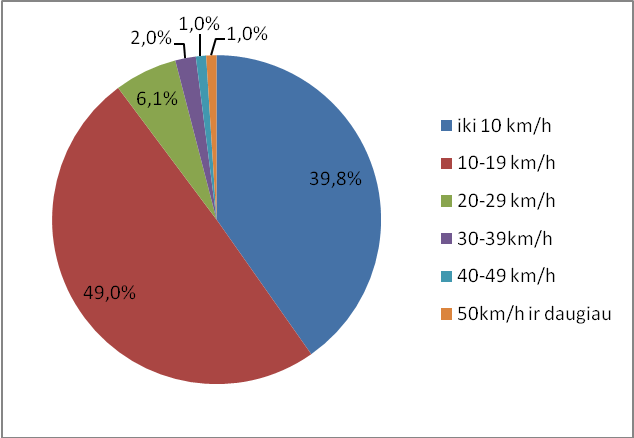 1,0%
2,0%
1,0%
6,1%
39,8%
49,0%
iki 10 km/h
10-19 km/h
20-29 km/h
30-39km/h
40-49 km/h
50km/h ir daugiau